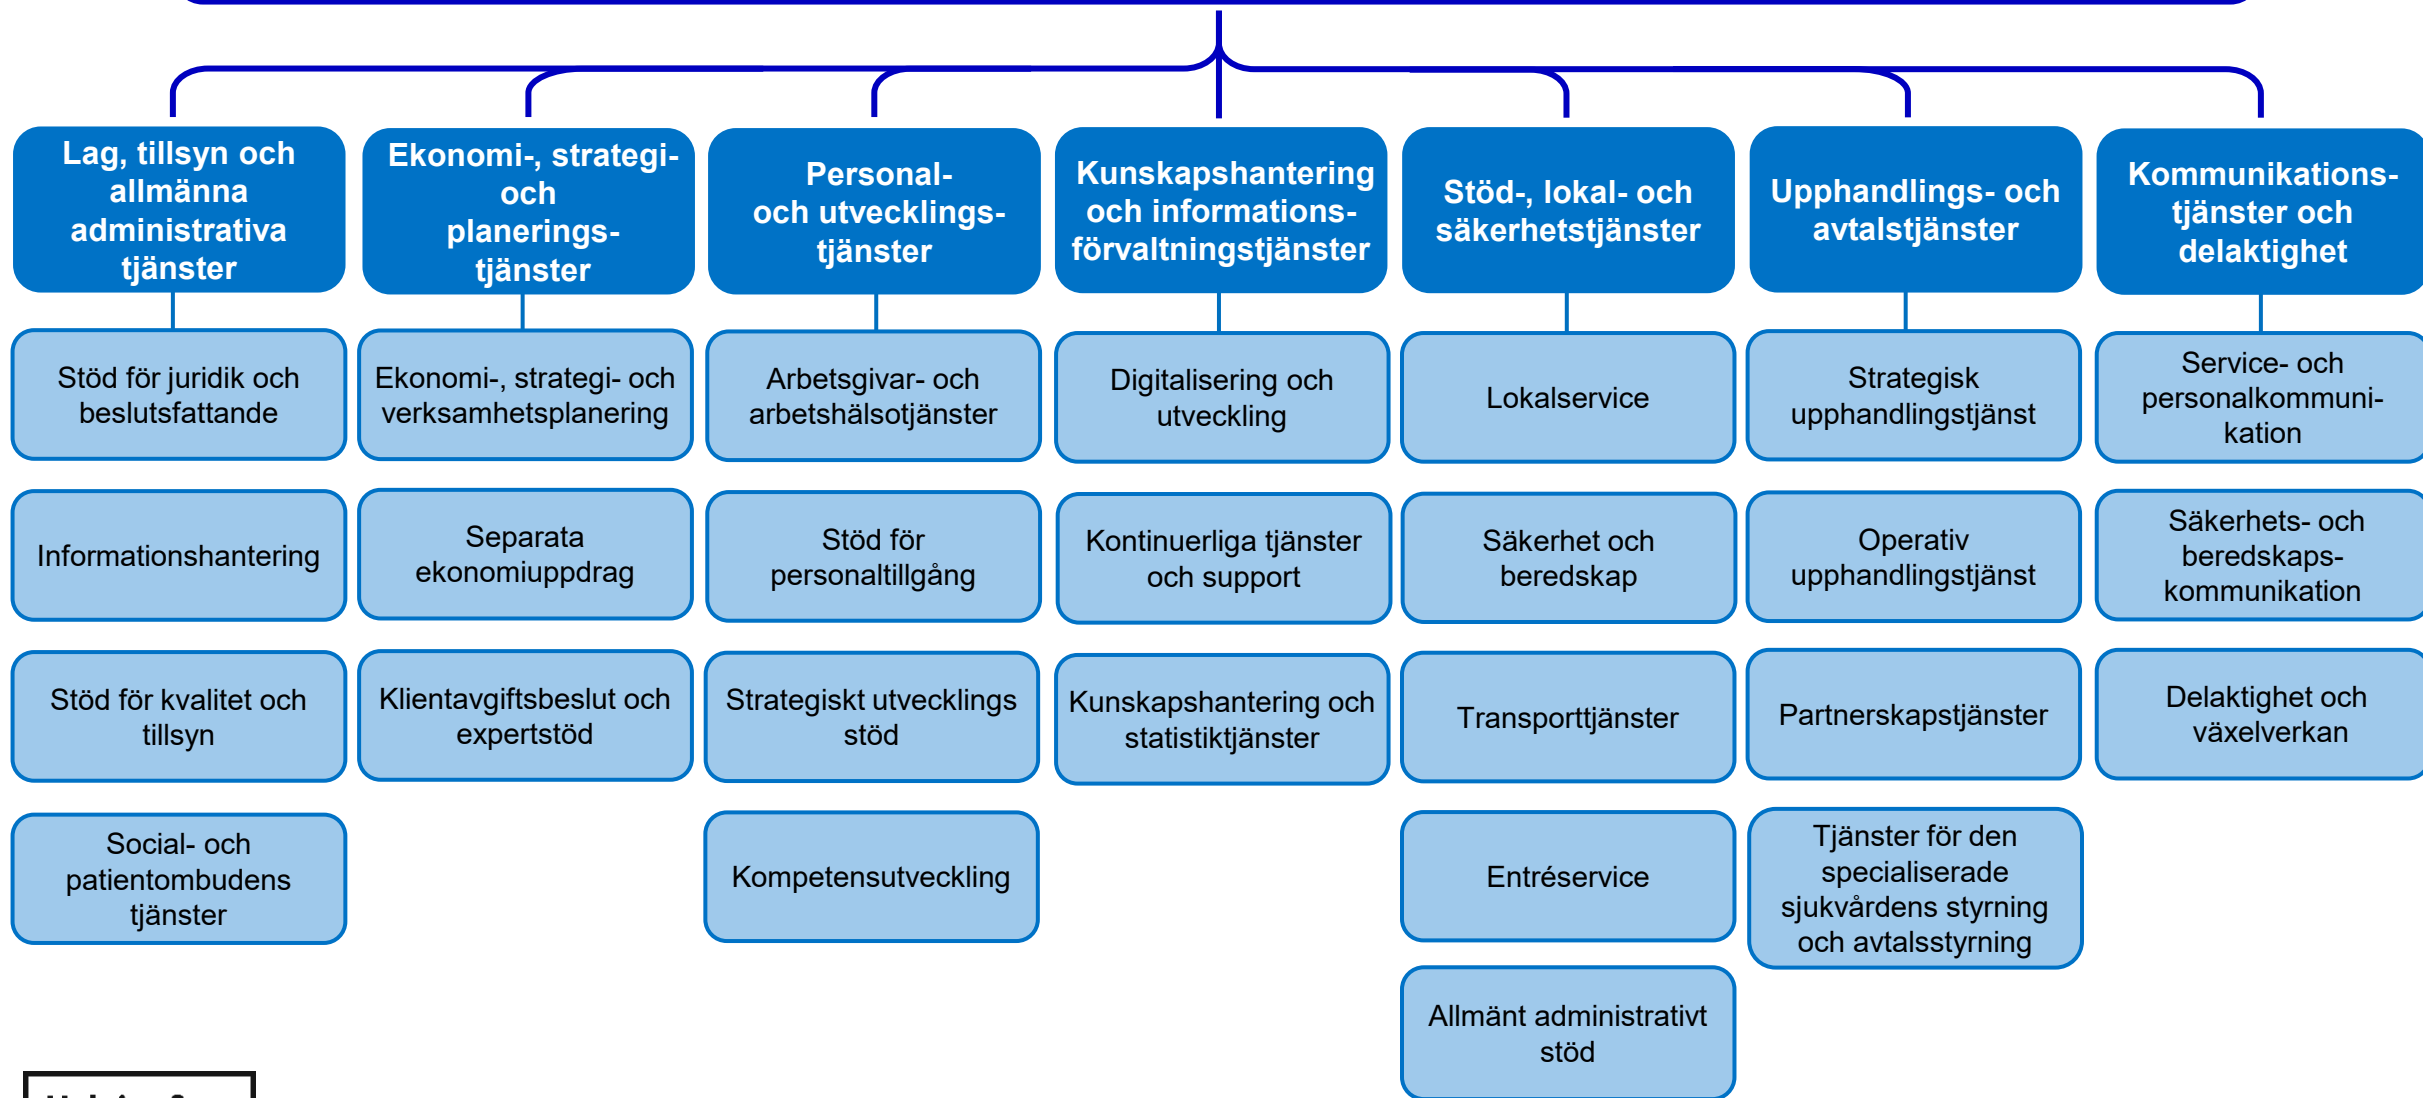 Lag, tillsyn och
allmänna
administrativa
tjänster
Ekonomi-, strategi-
och
planerings-
tjänster
Personal-
och utvecklings-
tjänster
Kunskapshantering
och informations-
förvaltningstjänster
Stöd-, lokal- och
säkerhetstjänster
Upphandlings- och
avtalstjänster
Kommunikations-
tjänster och
delaktighet
Stöd för juridik och
beslutsfattande
Ekonomi-, strategi- och
verksamhetsplanering
Arbetsgivar- och
arbetshälsotjänster
Digitalisering och
utveckling
Lokalservice
Strategisk
upphandlingstjänst
Service- och
personalkommuni-
kation
Informationshantering
Separata
ekonomiuppdrag
Stöd för
personaltillgång
Kontinuerliga tjänster
och support
Säkerhet och
beredskap
Operativ
upphandlingstjänst
Säkerhets- och
beredskaps-
kommunikation
Stöd för kvalitet och
tillsyn
Klientavgiftsbeslut och
expertstöd
Strategiskt utvecklings
stöd
Kunskapshantering och
statistiktjänster
Transporttjänster
Partnerskapstjänster
Delaktighet och
växelverkan
Social- och
patientombudens
tjänster
Kompetensutveckling
Entréservice
Tjänster för den
specialiserade
sjukvårdens styrning
och avtalsstyrning
Allmänt administrativt
stöd